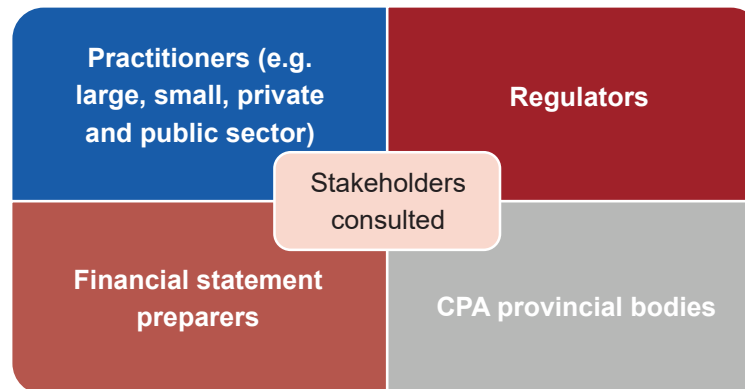 Practitioners (e.g.
large, small, private
and public sector)
Regulators
Stakeholders
consulted
Financial statement
preparers
CPA provincial bodies